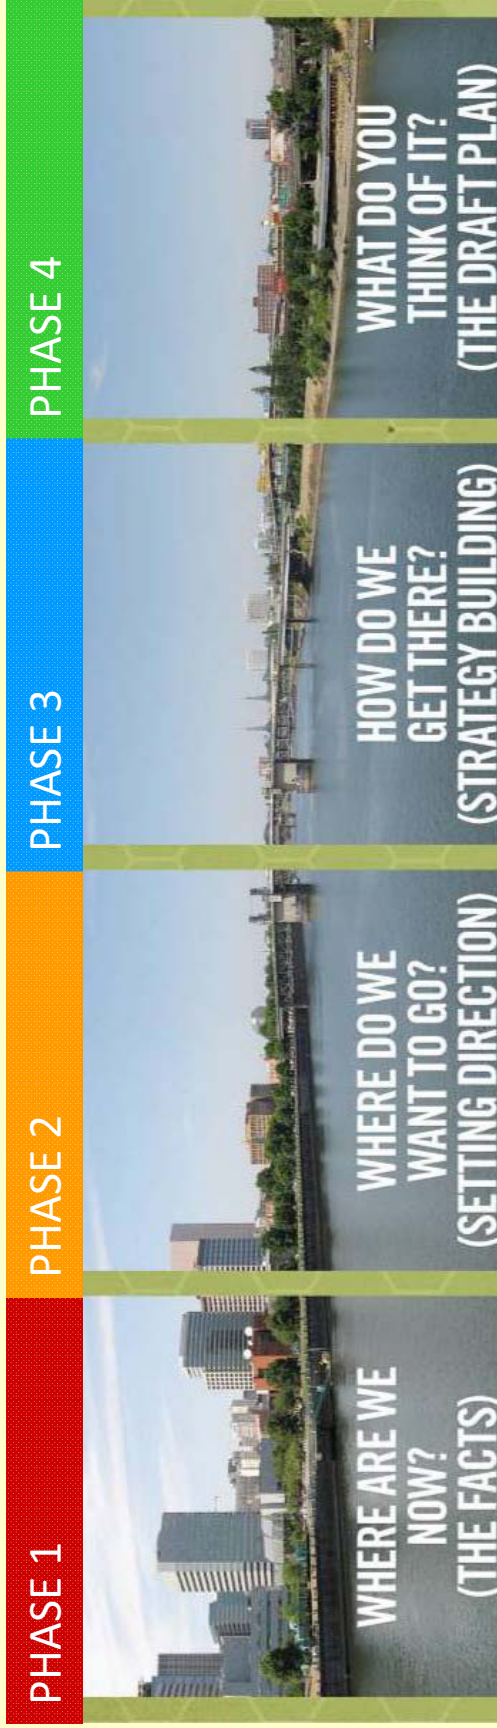 PHASE 1
WHERE ARE WE
NOW?
(THE FACTS)
PHASE 2
WHERE DO WE
WANT TO GO?
(SETTING DIRECTION)
PHASE 3
HOW DO WE
GET THERE?
(STRATEGY BUILDING)
PHASE 4
WHAT DO YOU
THINK OF IT?
(THE DRAFT PLAN)